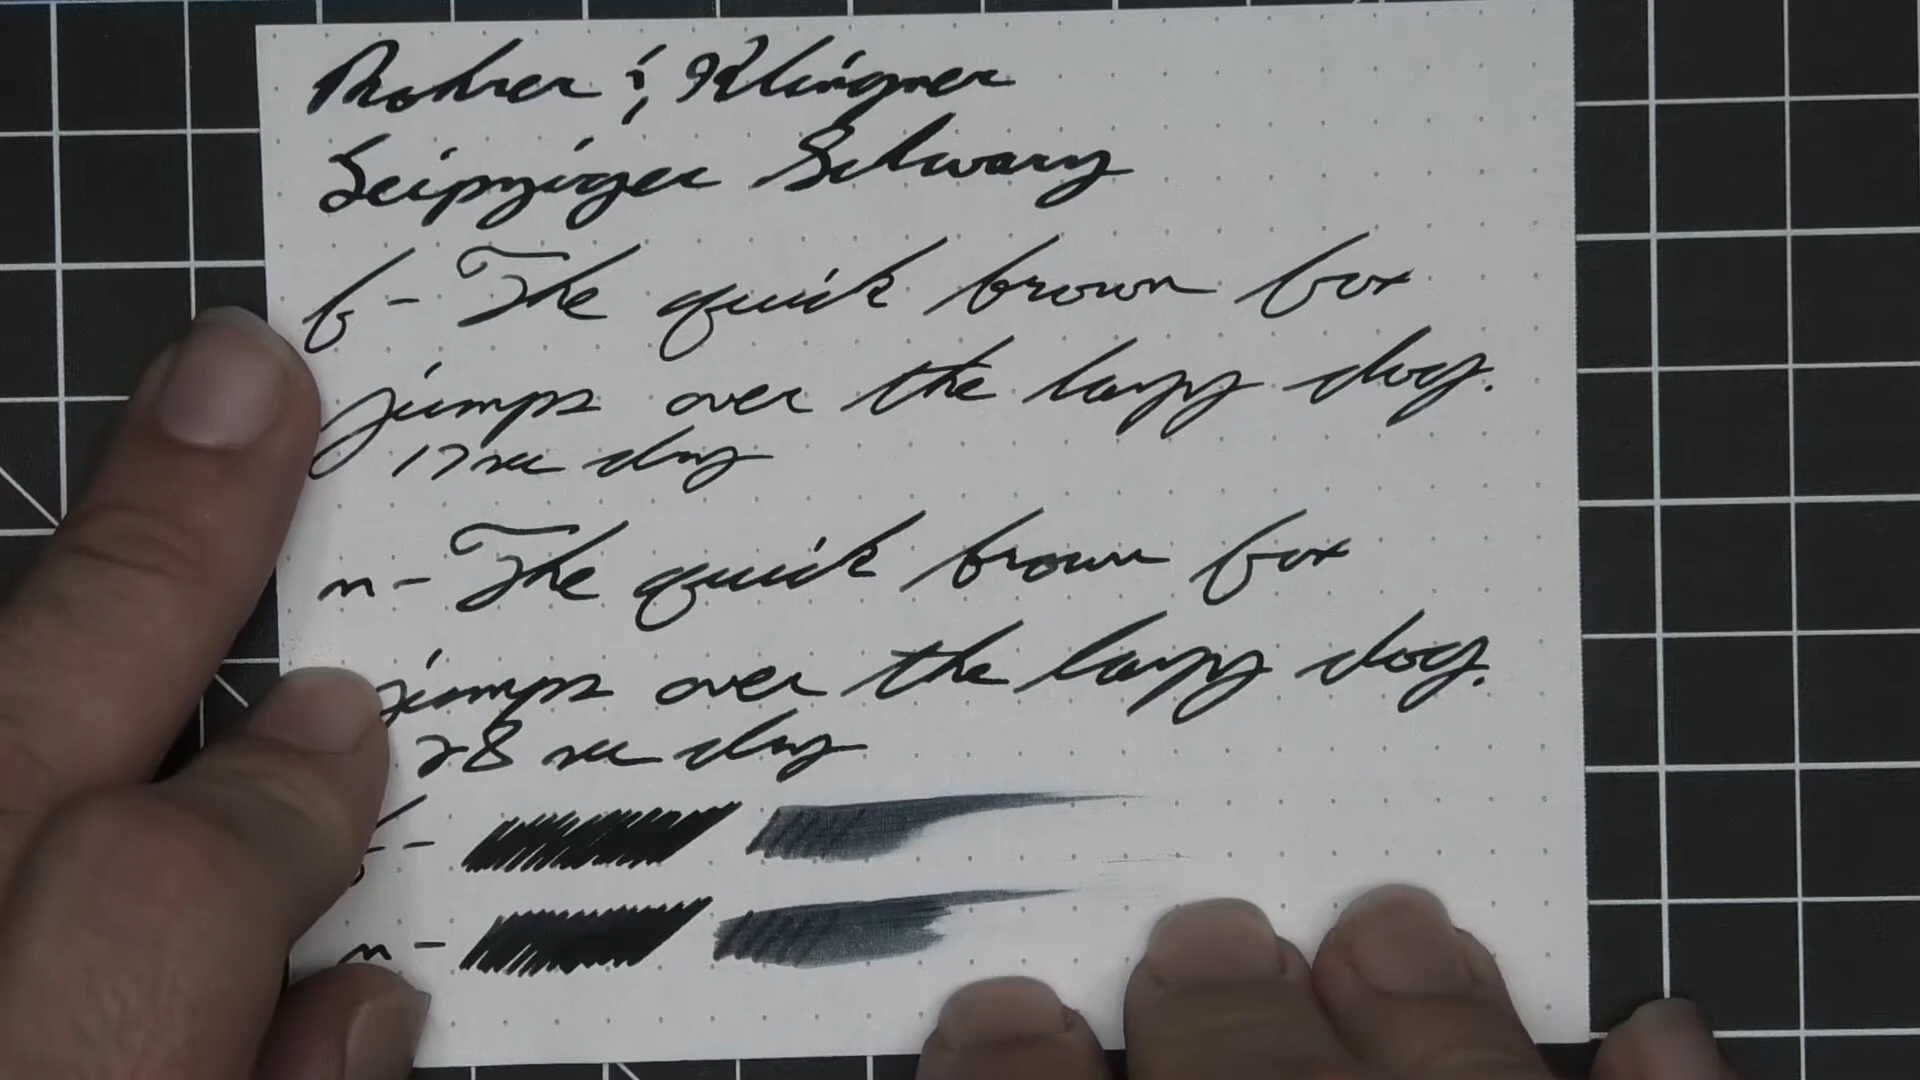 Rohrer & Klingner
Leipziger Schwarz
f - The quick brown fox
jumps over the lazy dog.
17 sec dry
m - The quick brown fox
jumps over the lazy dog.
28 sec dry
f -
m -